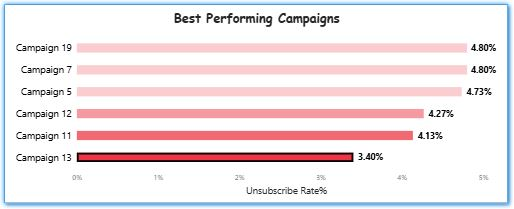 Best Performing Campaigns
Campaign 19 4.80%
Campaign 7 4.80%
Campaign 5 4.73%
Campaign 12 4.27%
Campaign 11 4.13%
Campaign 13 3.40%
0% 1% 2% 3% 4% 5%
Unsubscribe Rate%